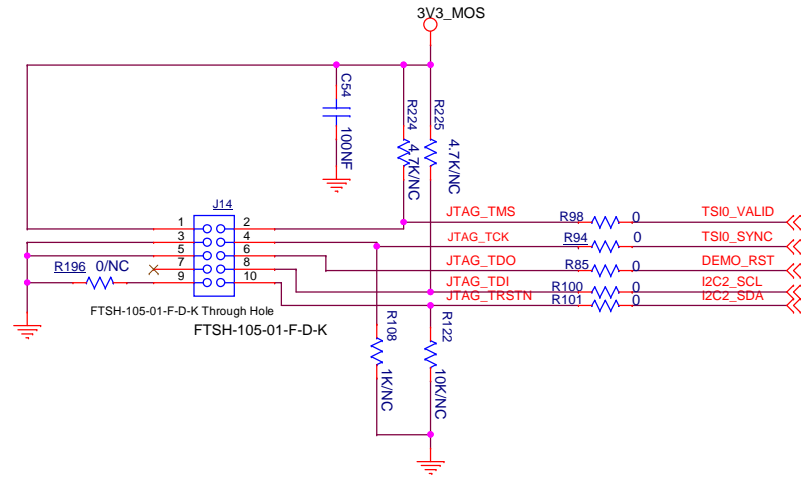 3V3_MOS
C54
100NF
R224
4.7K/NC
R225
4.7K/NC
J14
1 2
3 4
5 6
7 8
9 10
R196 0/NC
FTSH-105-01-F-D-K Through Hole
FTSH-105-01-F-D-K
JTAG_TMS R98 0 TSI0_VALID
JTAG_TCK R94 0 TSI0_SYNC
JTAG_TDO R85 0 DEMO_RST
JTAG_TDI R100 0 I2C2_SCL
JTAG_TRSTN R101 0 I2C2_SDA
R108
1K/NC
R122
10K/NC